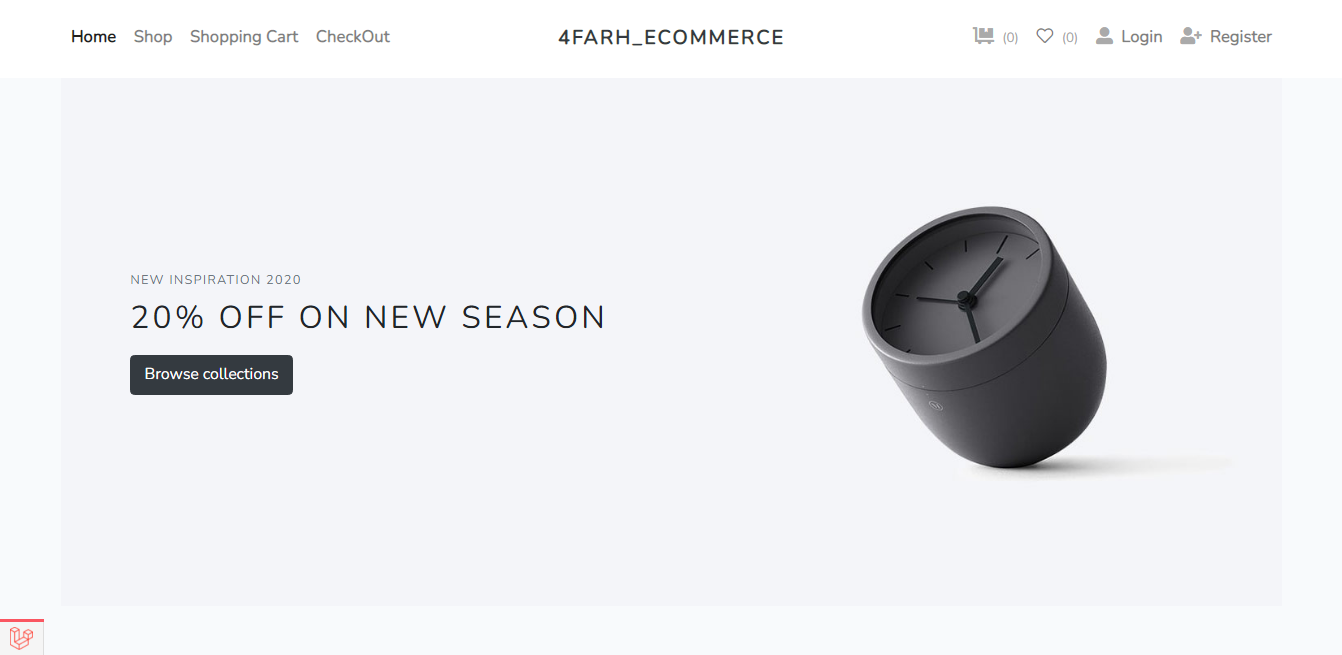 Home Shop Shopping Cart CheckOut 4FARH_ECOMMERCE (0) (0) Login Register
NEW INSPIRATION 2020
20% OFF ON NEW SEASON
Browse collections